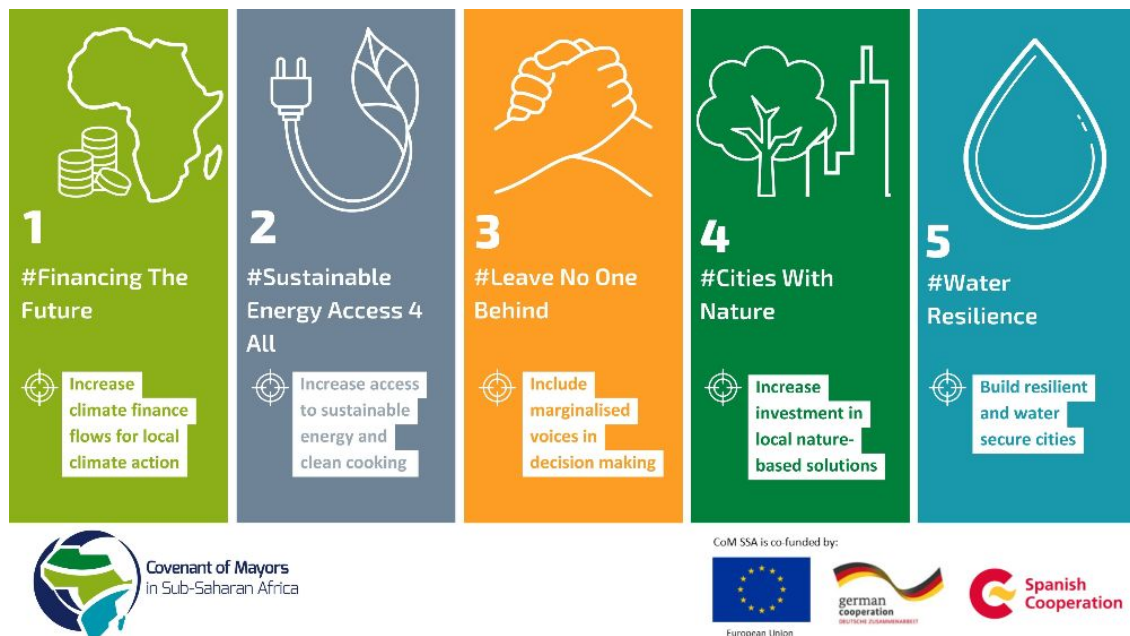 1
#Financing The
Future
Increase
climate finance
flows for local
climate action
2
#Sustainable
Energy Access 4
All
Increase access
to sustainable
energy and
clean cooking
3
#Leave No One
Behind
Include
marginalised
voices in
decision making
4
#Cities With
Nature
Increase
investment in
local nature-
based solutions
5
#Water
Resilience
Build resilient
and water
secure cities
Covenant of Mayors
in Sub-Saharan Africa
CoM SSA is co-funded by:
European Union
german
cooperation
DEUTSCHE ZUSAMMENARBEIT
Spanish
Cooperation